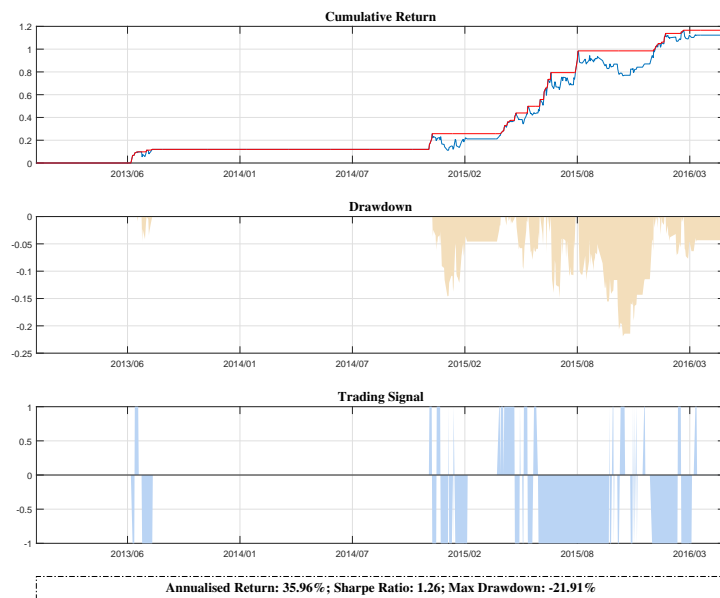 Cumulative Return
1.2
1
0.8
0.6
0.4
0.2
0
2013/06 2014/01 2014/07 2015/02 2015/08 2016/03
Drawdown
0
-0.05
-0.1
-0.15
-0.2
-0.25
2013/06 2014/01 2014/07 2015/02 2015/08 2016/03
Trading Signal
1
0.5
0
-0.5
-1
2013/06 2014/01 2014/07 2015/02 2015/08 2016/03
Annualised Return: 35.96%; Sharpe Ratio: 1.26; Max Drawdown: -21.91%